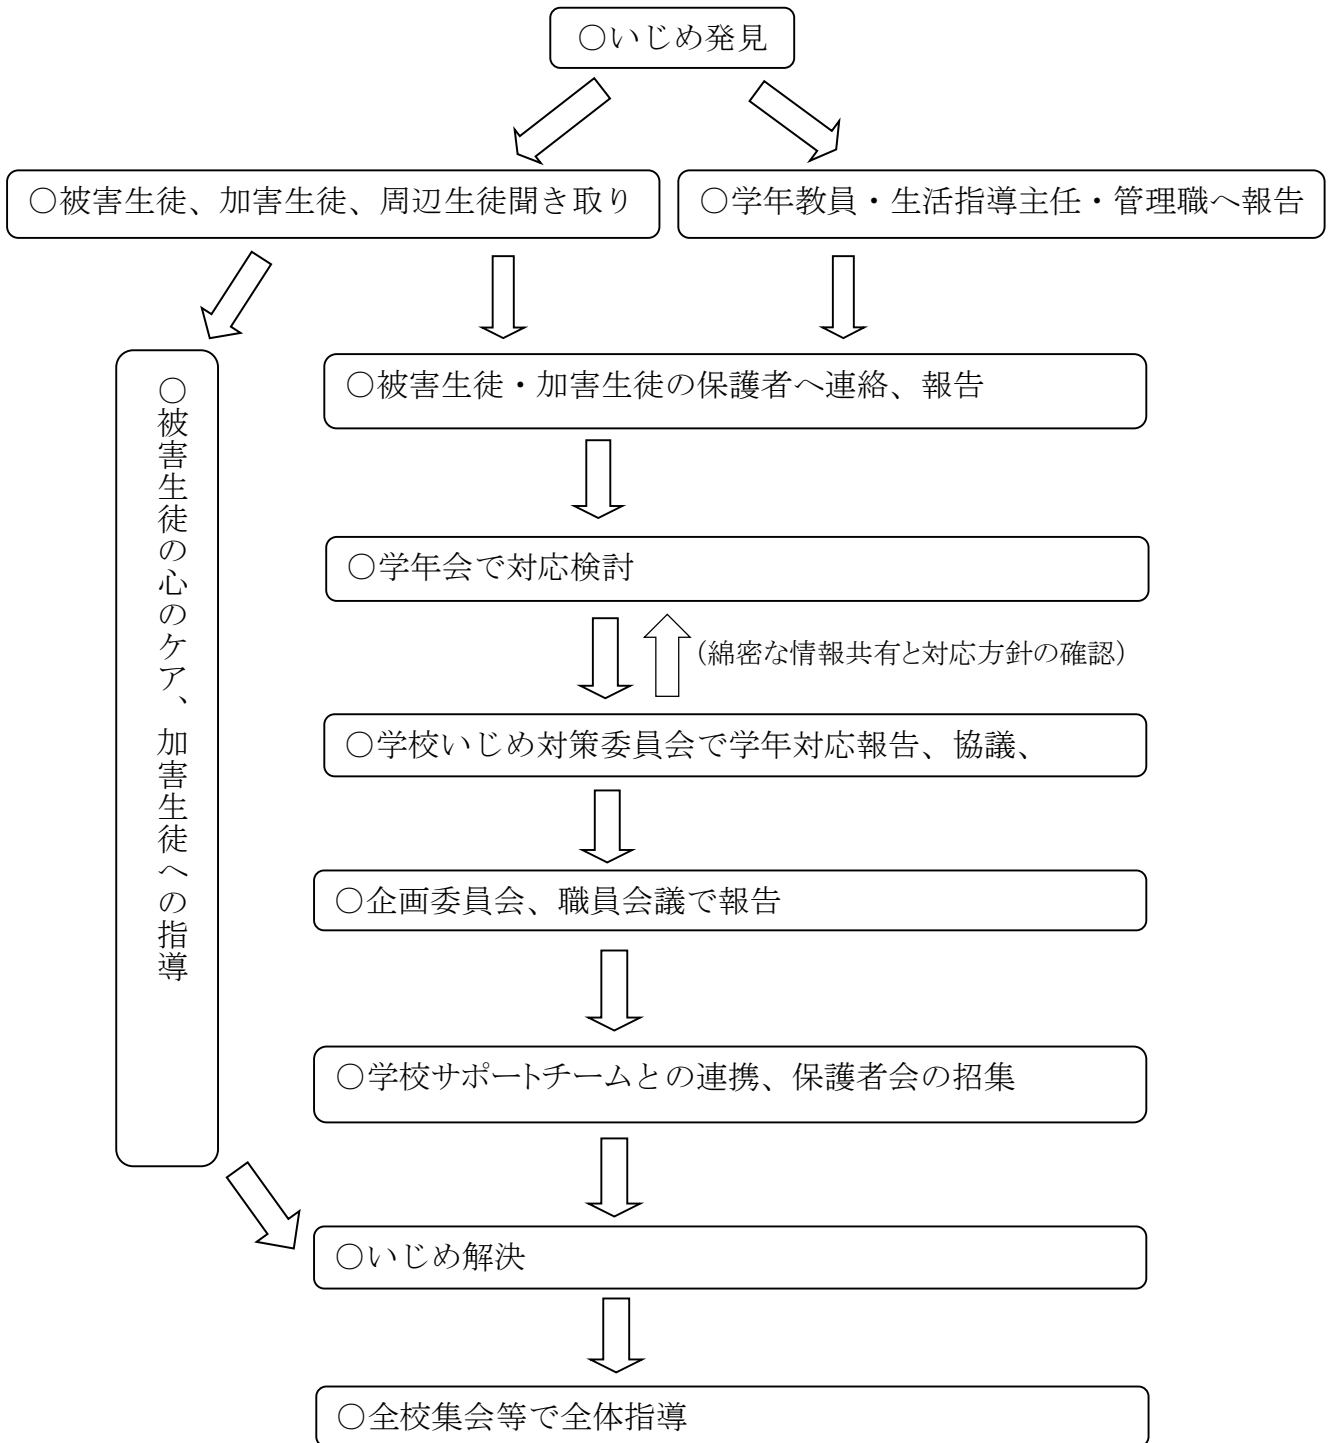 ○いじめ発見
○被害生徒、加害生徒、周辺生徒聞き取り
○学年教員・生活指導主任・管理職へ報告
○被害生徒の心のケア、加害生徒への指導
○被害生徒・加害生徒の保護者へ連絡、報告
○学年会で対応検討
(綿密な情報共有と対応方針の確認)
○学校いじめ対策委員会で学年対応報告、協議、
○企画委員会、職員会議で報告
○学校サポートチームとの連携、保護者会の招集
○いじめ解決
○全校集会等で全体指導